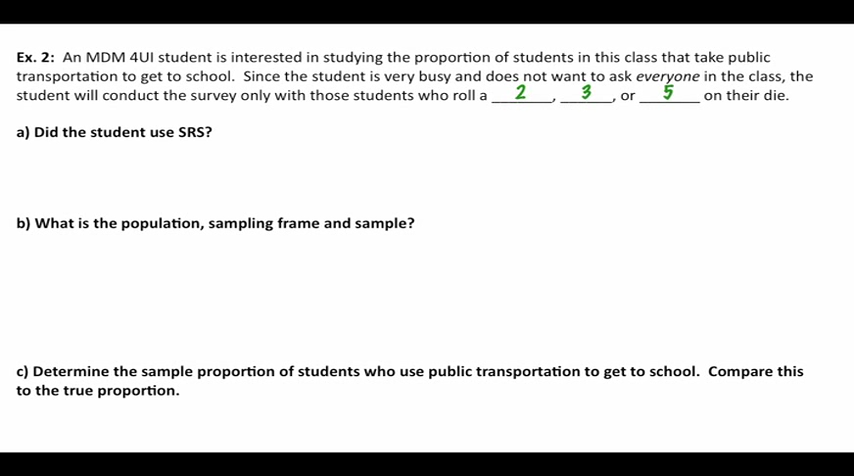 Ex. 2: An MDM 4UI student is interested in studying the proportion of students in this class that take public
transportation to get to school. Since the student is very busy and does not want to ask everyone in the class, the
student will conduct the survey only with those students who roll a 2, 3, or 5 on their die.
a) Did the student use SRS?
b) What is the population, sampling frame and sample?
c) Determine the sample proportion of students who use public transportation to get to school. Compare this
to the true proportion.